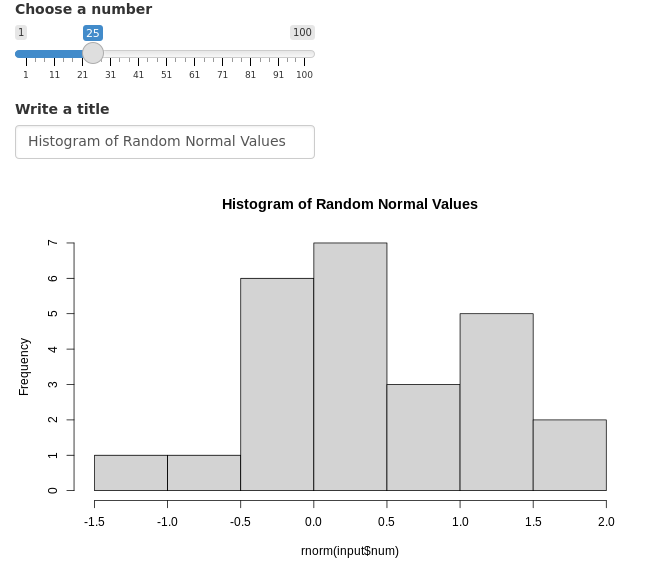 Choose a number
1 25 100
1 11 21 31 41 51 61 71 81 91 100
Write a title
Histogram of Random Normal Values
Histogram of Random Normal Values
7
6
5
4
3
2
1
0
Frequency
-1.5 -1.0 -0.5 0.0 0.5 1.0 1.5 2.0
rnorm(input$num)